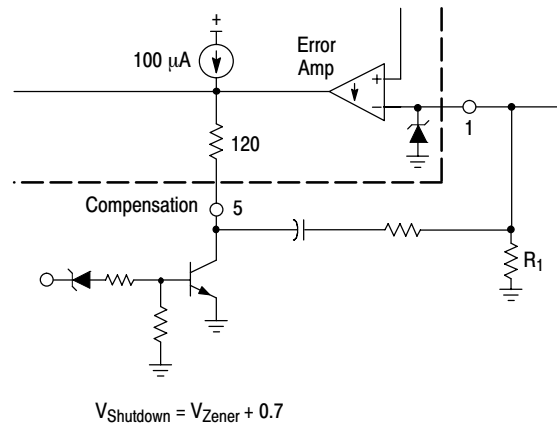 +
100 µA
Error
Amp
+
−
1
120
Compensation
5
R1
VShutdown = VZener + 0.7